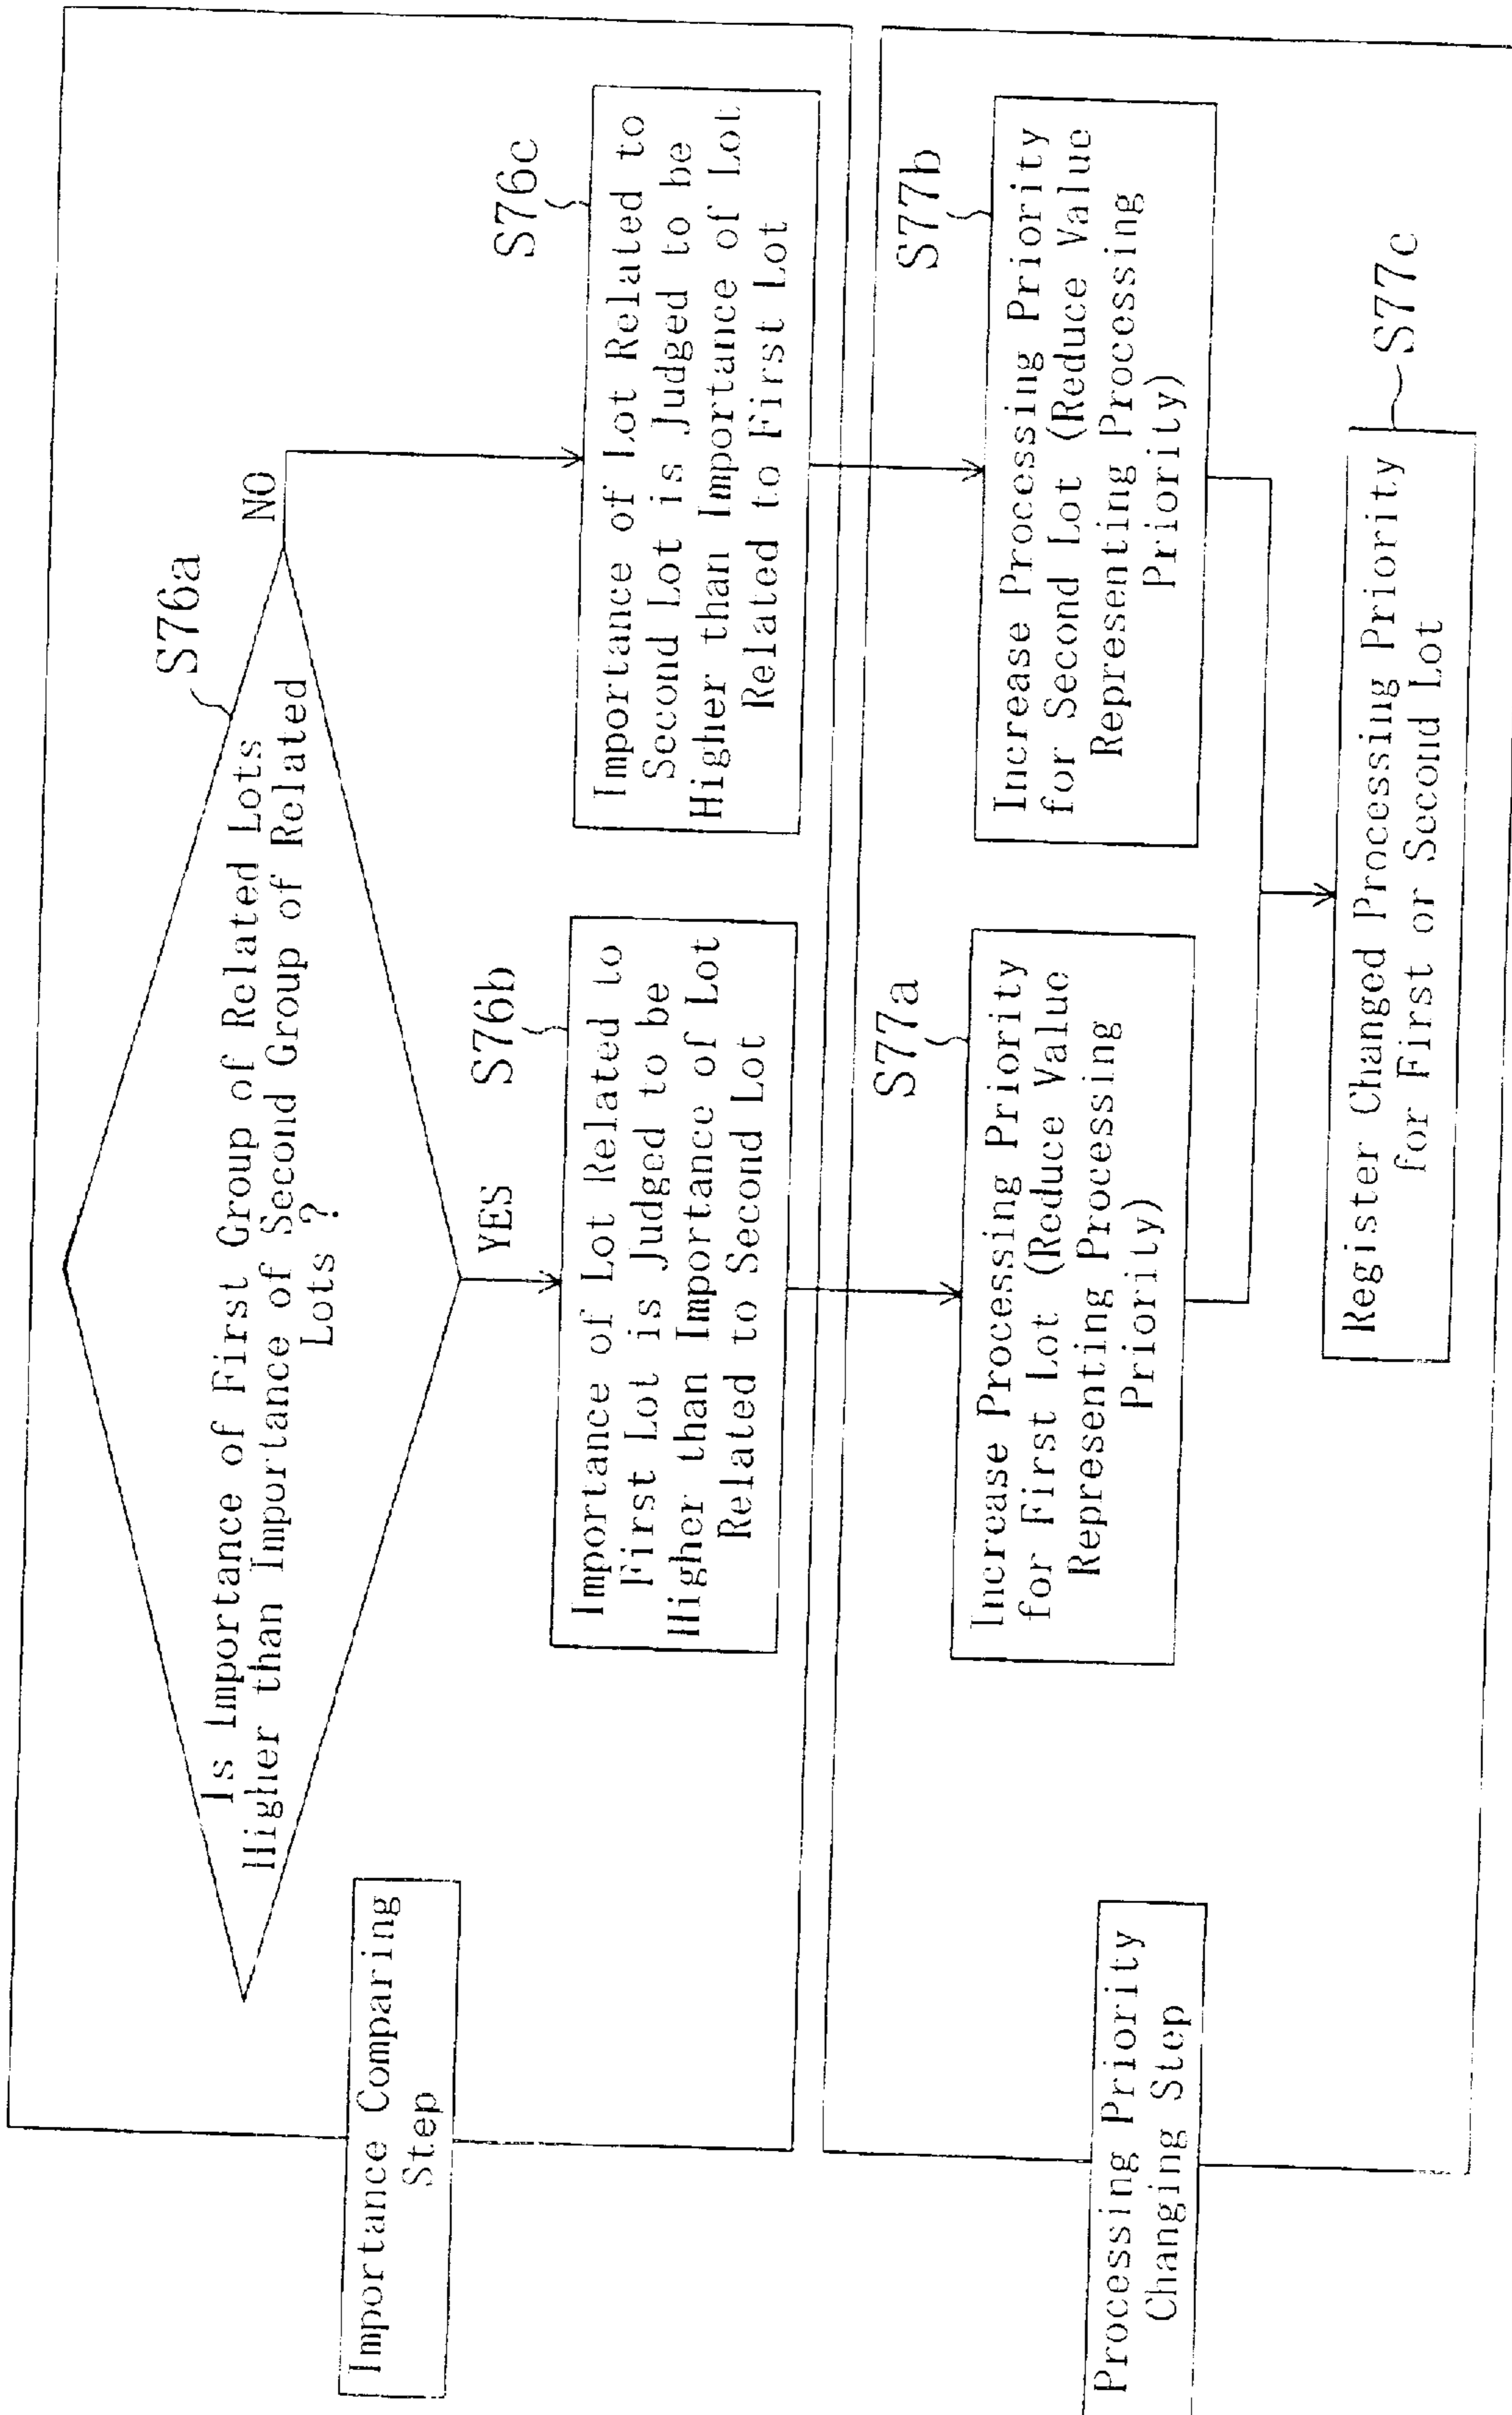 S76a
Is Importance of First Group of Related Lots
Higher than Importance of Second Group of Related
Lots ?
NO
YES
Importance Comparing
Step
S76b
Importance of Lot Related to
First Lot is Judged to be
Higher than Importance of Lot
Related to Second Lot
S76c
Importance of Lot Related to
Second Lot is Judged to be
Higher than Importance of Lot
Related to First Lot
Processing Priority
Changing Step
S77a
Increase Processing Priority
for First Lot (Reduce Value
Representing Processing
Priority)
S77b
Increase Processing Priority
for Second Lot (Reduce Value
Representing Processing
Priority)
S77c
Register Changed Processing Priority
for First or Second Lot